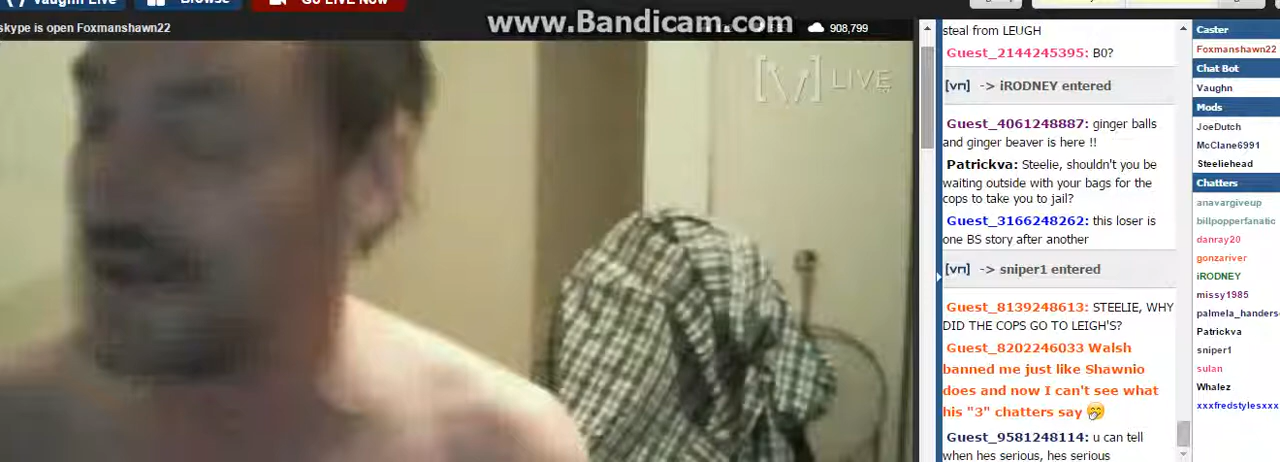 Vaughn Live
Browse
GO LIVE NOW
www.Bandicam.com
skype is open Foxmanshawn22
908,799
[V] LIVE
steal from LEUGH
Guest_2144245395: B0?
[vn] -> iRODNEY entered
Guest_4061248887: ginger balls
and ginger beaver is here !!
Patrickva: Steelie, shouldn't you be
waiting outside with your bags for the
cops to take you to jail?
Guest_3166248262: this loser is
one BS story after another
[vn] -> sniper1 entered
Guest_8139248613: STEELIE, WHY
DID THE COPS GO TO LEIGH'S?
Guest_8202246033 Walsh
banned me just like Shawnio
does and now I can't see what
his "3" chatters say
Guest_9581248114: u can tell
when hes serious, hes serious
Caster
Foxmanshawn22
Chat Bot
Vaughn
Mods
JoeDutch
McClane6991
Steeliehead
Chatters
anavargiveup
billpopperfanatic
danray20
gonzariver
iRODNEY
missy1985
palmela_handers
Patrickva
sniper1
sulan
Whalez
xxxfredstylesxxx